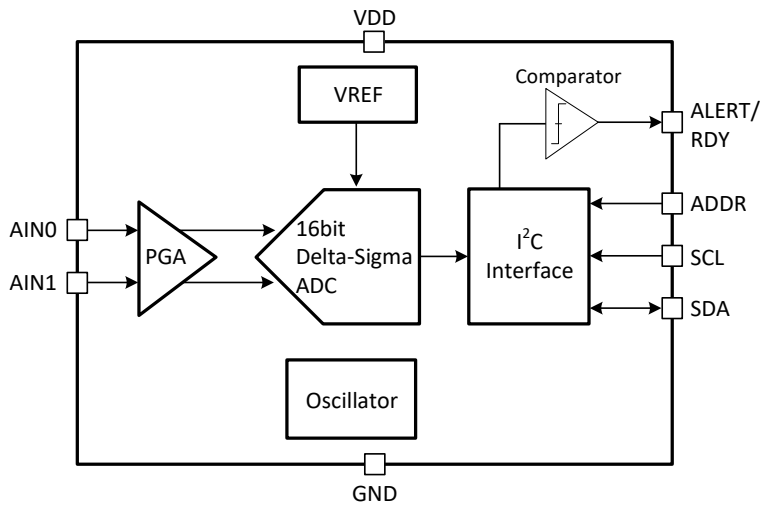 VDD
Comparator
VREF
ALERT/
RDY
ADDR
AIN0
16bit
I²C
PGA
Delta-Sigma
Interface
SCL
AIN1
ADC
SDA
Oscillator
GND